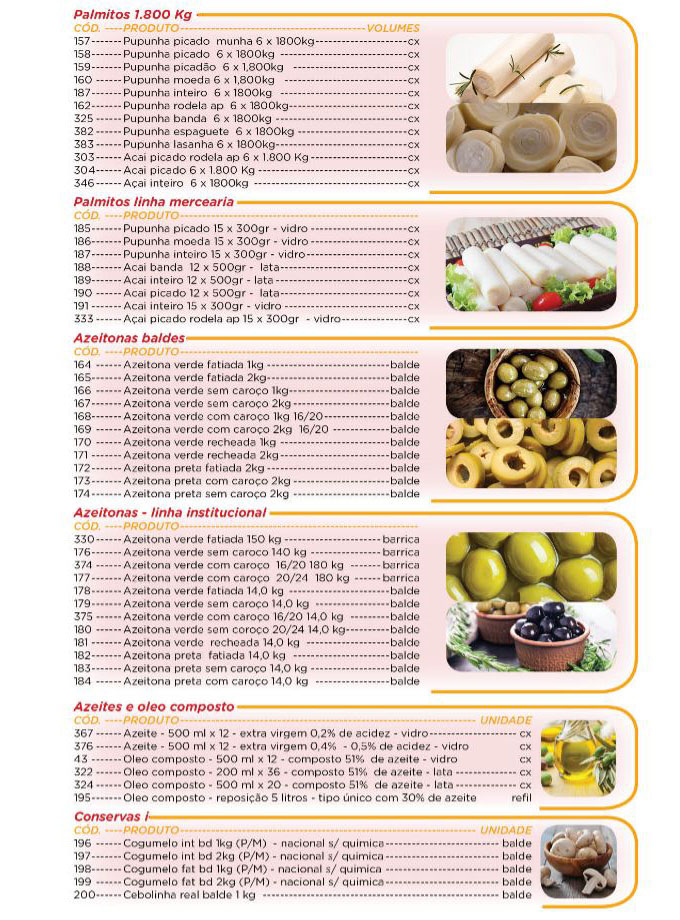 Palmitos 1.800 Kg
CÓD. ----PRODUTO------------------------------------VOLUMES
157-------Pupunha picado munha 6 x 1800kg------------------cx
158------Pupunha picado 6 x 1800kg --------------------------cx
159------Pupunha picadão 6 x 1,800kg -----------------------cx
160 -----Pupunha moeda 6 x 1,800kg ------------------------cx
187------Pupunha inteiro 6 x 1800kg ------------------------cx
162------Pupunha rodela ap 6 x 1800kg-----------------------cx
325 -----Pupunha banda 6 x 1800kg --------------------------cx
382 -----Pupunha espaguete 6 x 1800kg ----------------------cx
383 -----Pupunha lasanha 6 x 1800kg-------------------------cx
303-----Acai picado rodela ap 6 x 1.800 Kg-------------------cx
304-----Acai picado 6 x 1.800 Kg ----------------------------cx
346-----Açai inteiro 6 x 1800kg -----------------------------cx
Palmitos linha mercearia
CÓD. ----PRODUTO-------------------------------------------
185------Pupunha picado 15 x 300gr - vidro -------------------cx
186------Pupunha moeda 15 x 300gr - vidro-------------------cx
187------Pupunha inteiro 15 x 300gr - vidro-------------------cx
188-----Acai banda 12 x 500gr - lata-------------------------cx
189-----Acai inteiro 12 x 500gr - lata------------------------cx
190 ----Acai picado 12 x 500gr - lata------------------------cx
191 -----Acai inteiro 15 x 300gr - vidro ----------------------cx
333 -----Açai picado rodela ap 15 x 300gr - vidro-------------cx
Azeitonas baldes
CÓD. ----PRODUTO-------------------------------------------
164 -----Azeitona verde fatiada 1kg -----------------------balde
165------Azeitona verde fatiada 2kg-----------------------balde
166 -----Azeitona verde sem caroço 1kg-------------------balde
167------Azeitona verde sem caroço 2kg ------------------balde
168------Azeitona verde com caroço 1kg 16/20------------balde
169 -----Azeitona verde com caroço 2kg 16/20 -----------balde
170 -----Azeitona verde recheada 1kg --------------------balde
171 -----Azeitona verde recheada 2kg--------------------balde
172------Azeitona preta fatiada 2kg-----------------------balde
173------Azeitona preta com caroço 2kg ------------------balde
174------Azeitona preta sem caroço 2kg ------------------balde
Azeitonas - linha institucional
CÓD. ----PRODUTO-------------------------------------------
330------Azeitona verde fatiada 150 kg -----------------barrica
176------Azeitona verde sem caroco 140 kg -------------barrica
374 -----Azeitona verde com caroço 16/20 180 kg ------barrica
177------Azeitona verde com caroço 20/24 180 kg ------barrica
178------Azeitona verde fatiada 14,0 kg ------------------balde
179------Azeitona verde sem caroço 14,0 kg --------------balde
375 -----Azeitona verde com caroço 16/20 14,0 kg --------balde
180 -----Azeitona verde sem coroço 20/24 14,0 kg-------balde
181 -----Azeitona verde recheada 14,0 kg ----------------balde
182------Azeitona preta fatiada 14,0 kg ------------------balde
183------Azeitona preta sem caroço 14,0 kg --------------balde
184 -----Azeitona preta com caroço 14,0 kg --------------balde
Azeites e oleo composto
CÓD. ----PRODUTO---------------------------------------------------- UNIDADE
367 -----Azeite - 500 ml x 12 - extra virgem 0,2% de acidez - vidro---------------- cx
376 -----Azeite - 500 ml x 12 - extra virgem 0,4% - 0,5% de acidez - vidro cx
43 ------Oleo composto - 500 ml x 12 - composto 51% de azeite - vidro cx
322 -----Oleo composto - 200 ml x 36 - composto 51% de azeite - lata ----------- cx
324 -----Oleo composto - 500 ml x 20 - composto 51% de azeite - lata----------- cx
195------Oleo composto - reposição 5 litros - tipo único com 30% de azeite refil
Conservas i
CÓD. ----PRODUTO---------------------------------------------------- UNIDADE
196 -----Cogumelo int bd 1kg (P/M) - nacional s/ quimica----------------------balde
197------Cogumelo int bd 2kg (P/M) - nacional s/ quimica----------------------balde
198------Cogumelo fat bd 1kg (P/M) - nacional s/ quimica----------------------balde
199 -----Cogumelo fat bd 2kg (P/M) - nacional s/ quimica----------------------balde
200-----Cebolinha real balde 1 kg --------------------------------------------balde